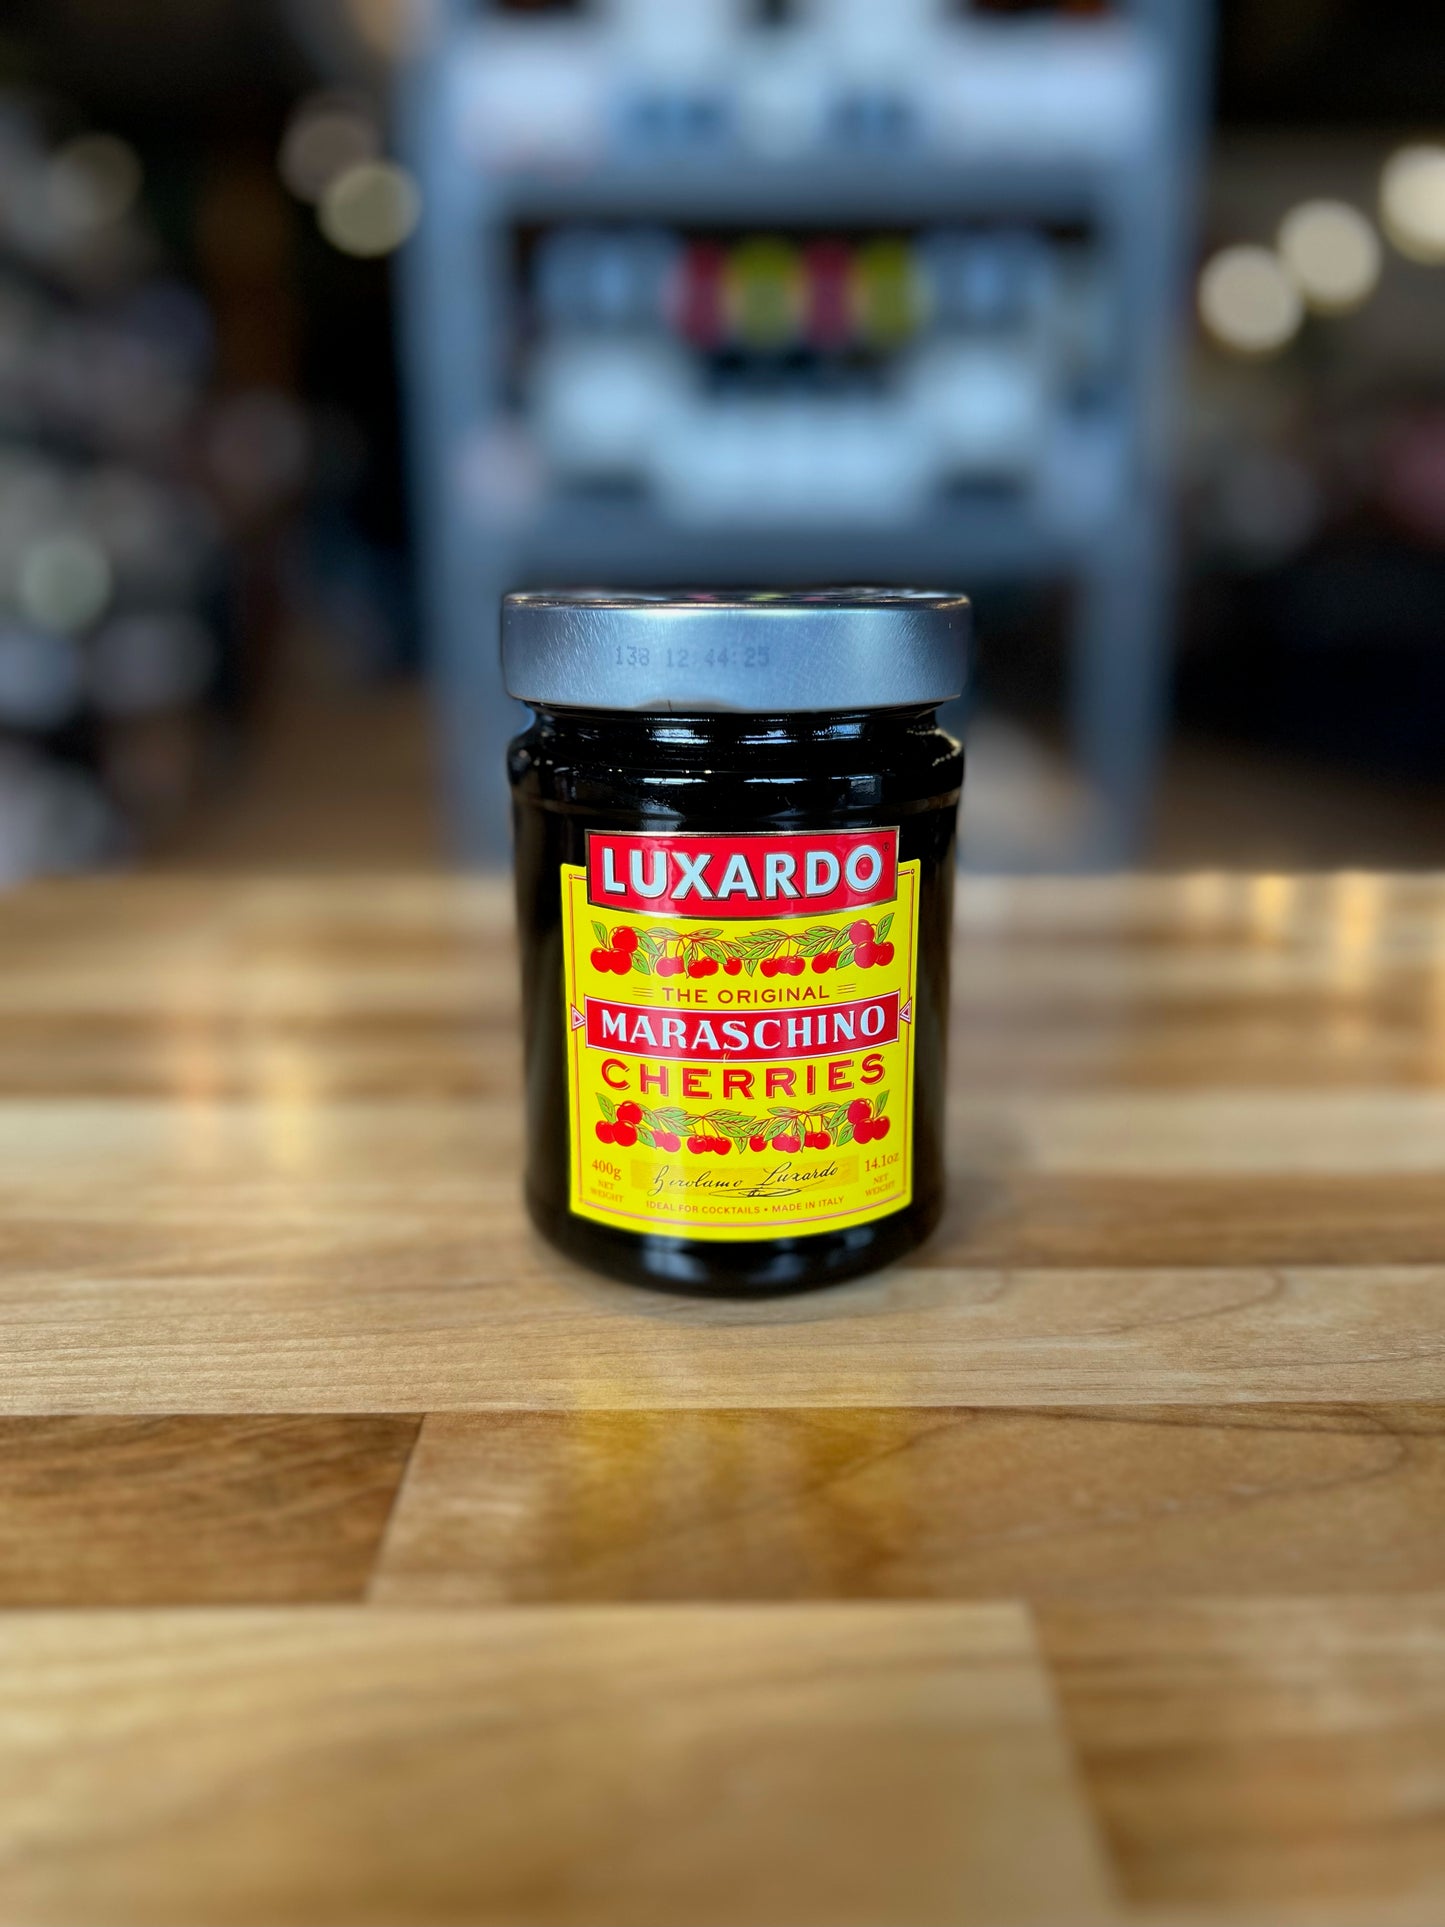 138 12:44:25
LUXARDO®
THE ORIGINAL
MARASCHINO
CHERRIES
400g
NET
WEIGHT
Girolamo Luxardo
14.1oz
NET
WEIGHT
IDEAL FOR COCKTAILS • MADE IN ITALY